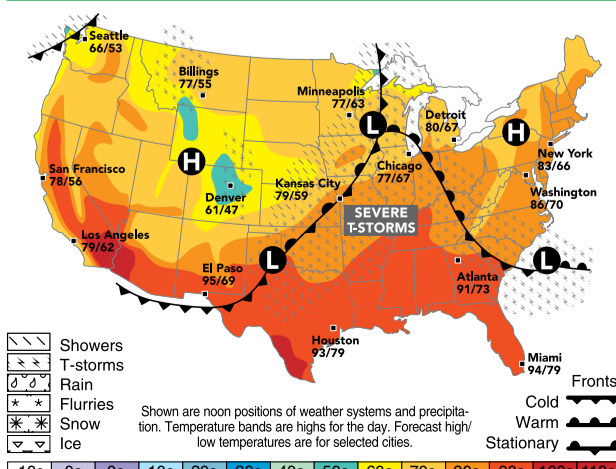 Seattle
66/53
Billings
77/55
Minneapolis
77/63
Detroit
80/67
L
H
H
New York
83/66
San Francisco
78/56
Chicago
77/67
Denver
61/47
Kansas City
79/59
Washington
86/70
SEVERE
T-STORMS
Los Angeles
79/62
L
L
El Paso
95/69
Atlanta
91/73
Houston
93/79
Miami
94/79
Showers
T-storms
Rain
Flurries
Snow
Ice
Shown are noon positions of weather systems and precipita-
tion. Temperature bands are highs for the day. Forecast high/
low temperatures are for selected cities.
Fronts
Cold
Warm
Stationary